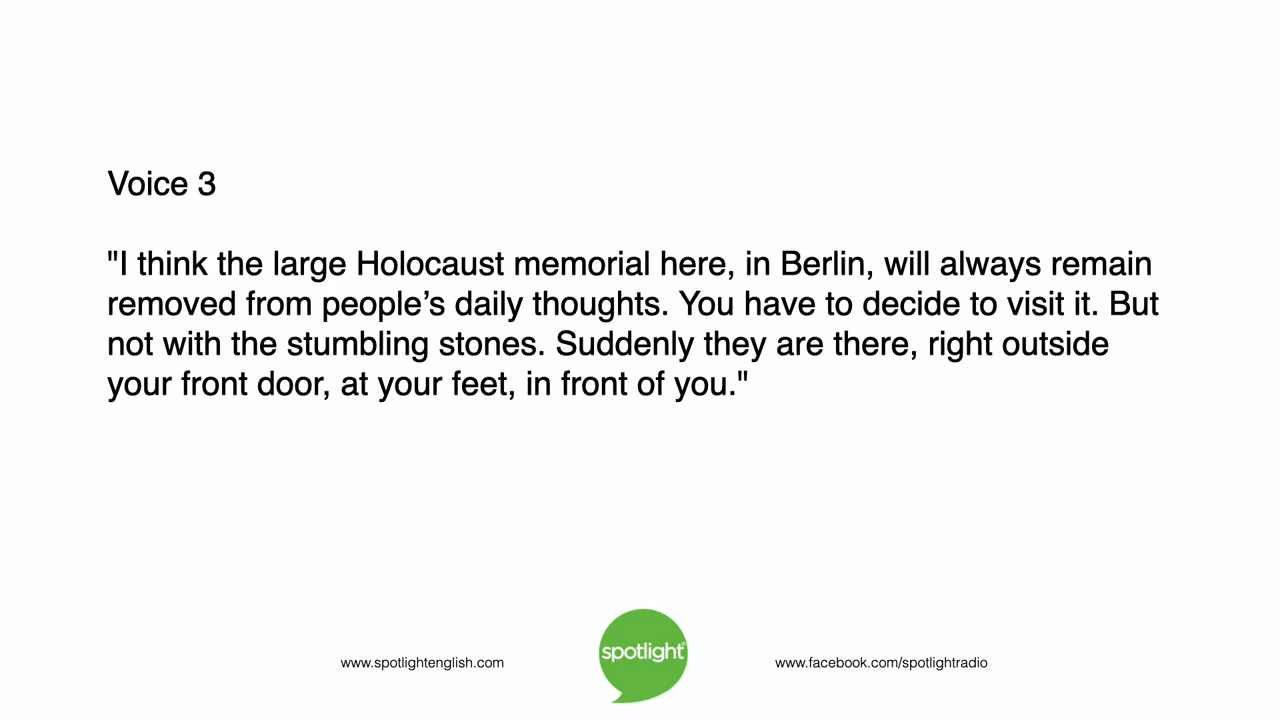 Voice 3
"I think the large Holocaust memorial here, in Berlin, will always remain
removed from people’s daily thoughts. You have to decide to visit it. But
not with the stumbling stones. Suddenly they are there, right outside
your front door, at your feet, in front of you."
www.spotlightenglish.com
spotlight®
www.facebook.com/spotlightradio